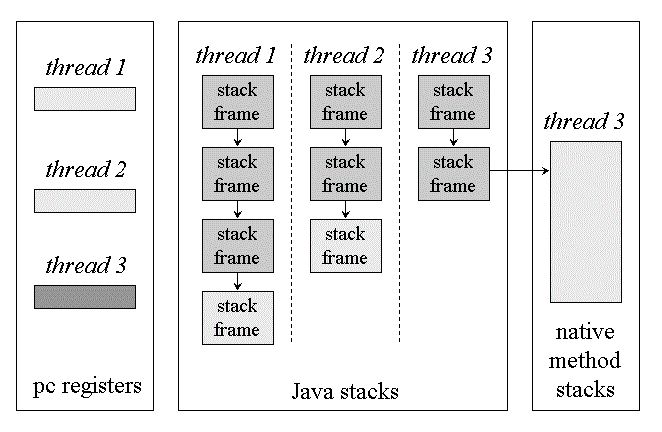 thread 1
thread 2
thread 3
pc registers
thread 1
stack
frame
stack
frame
stack
frame
stack
frame
thread 2
stack
frame
stack
frame
stack
frame
thread 3
stack
frame
stack
frame
Java stacks
thread 3
native
method
stacks